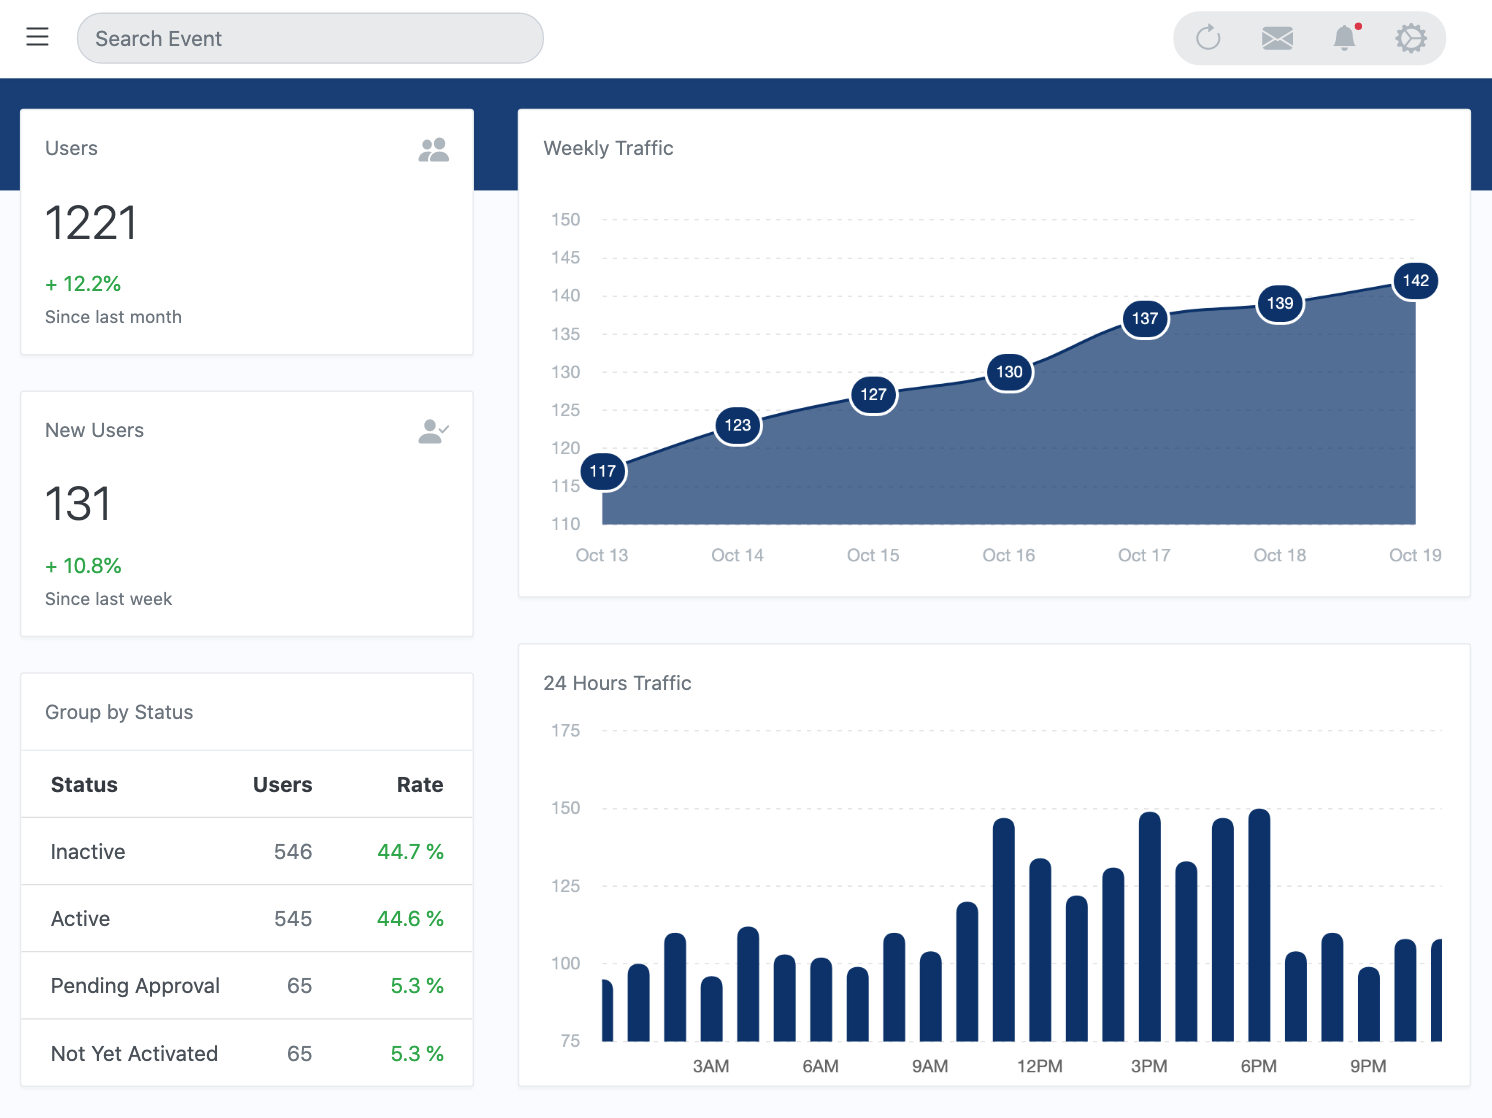 Search Event
Users
1221
+ 12.2%
Since last month
New Users
131
+ 10.8%
Since last week
Group by Status
Status Users Rate
Inactive 546 44.7 %
Active 545 44.6 %
Pending Approval 65 5.3 %
Not Yet Activated 65 5.3 %
Weekly Traffic
150
145
140
135
130
125
120
115
110
117
123
127
130
137
139
142
Oct 13 Oct 14 Oct 15 Oct 16 Oct 17 Oct 18 Oct 19
24 Hours Traffic
175
150
125
100
75
3AM 6AM 9AM 12PM 3PM 6PM 9PM